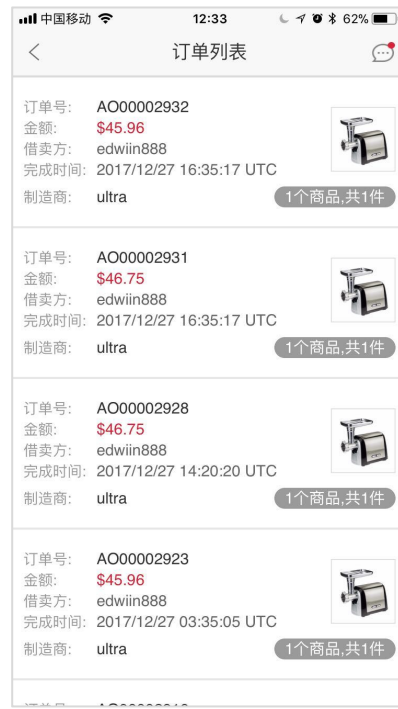 中国移动 12:33 62%
订单列表
订单号: AO00002932
金额: $45.96
借卖方: edwiin888
完成时间: 2017/12/27 16:35:17 UTC
制造商: ultra 1个商品,共1件
订单号: AO00002931
金额: $46.75
借卖方: edwiin888
完成时间: 2017/12/27 16:35:17 UTC
制造商: ultra 1个商品,共1件
订单号: AO00002928
金额: $46.75
借卖方: edwiin888
完成时间: 2017/12/27 14:20:20 UTC
制造商: ultra 1个商品,共1件
订单号: AO00002923
金额: $45.96
借卖方: edwiin888
完成时间: 2017/12/27 03:35:05 UTC
制造商: ultra 1个商品,共1件